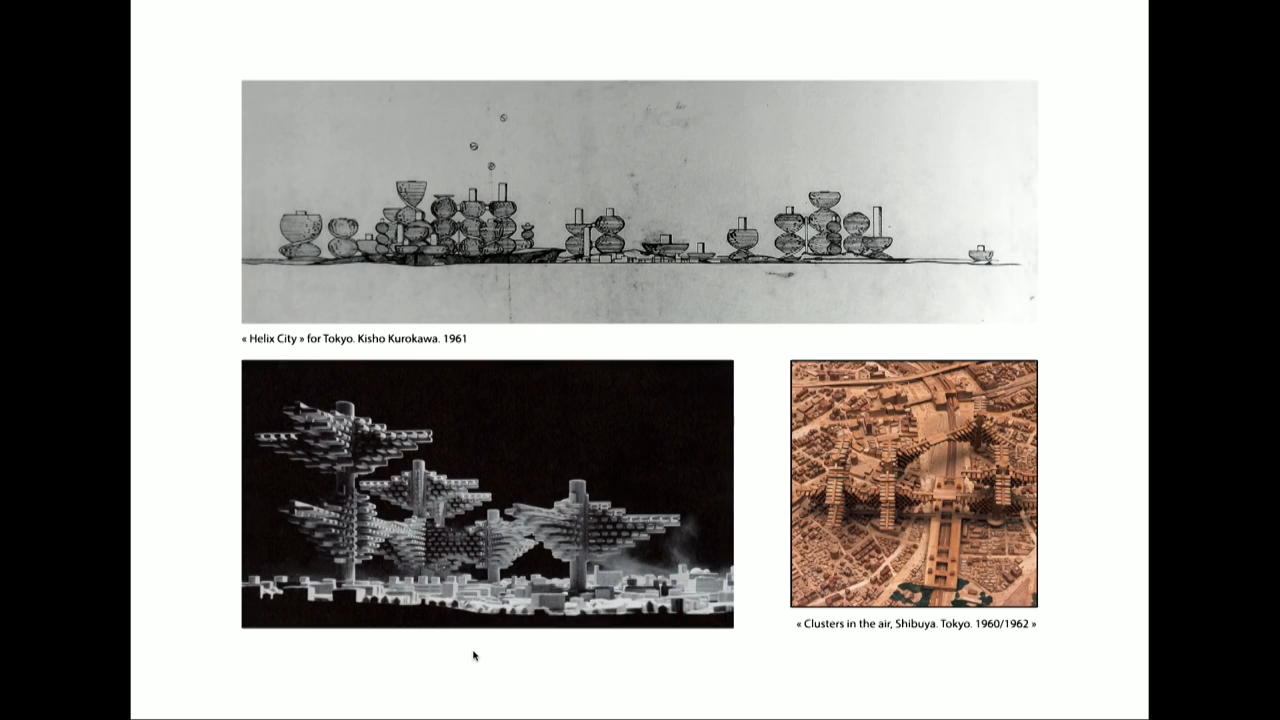 « Helix City » for Tokyo. Kisho Kurokawa. 1961
« Clusters in the air, Shibuya. Tokyo. 1960/1962 »